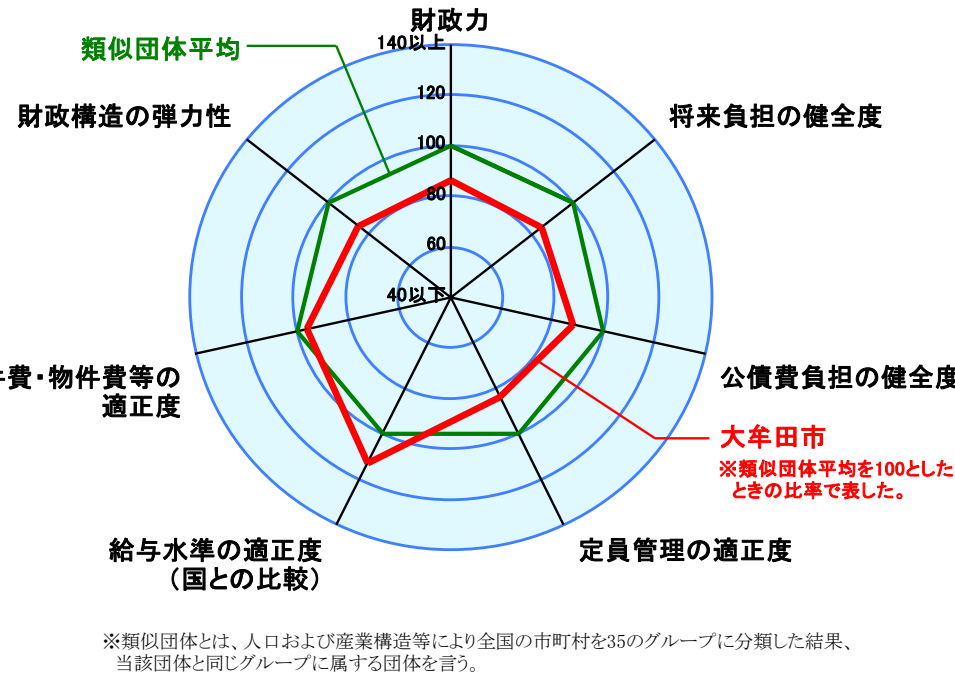 財政力
140以上
類似団体平均
120
財政構造の弾力性
将来負担の健全度
100
80
60
40以下
件費・物件費等の
適正度
公債費負担の健全度
大牟田市
※類似団体平均を100とした
ときの比率で表した。
給与水準の適正度
（国との比較）
定員管理の適正度
※類似団体とは、人口および産業構造等により全国の市町村を35のグループに分類した結果、
当該団体と同じグループに属する団体を言う。